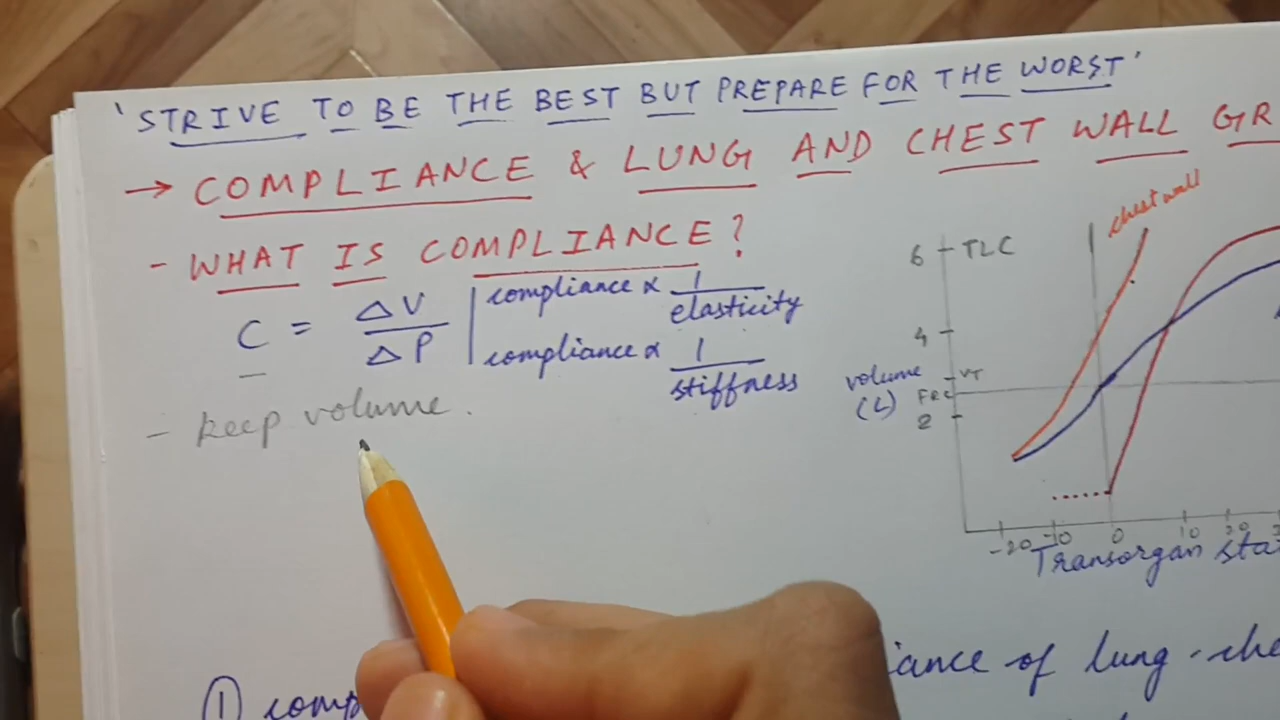 'STRIVE TO BE THE BEST BUT PREPARE FOR THE WORST'
→ COMPLIANCE & LUNG AND CHEST WALL GR
- WHAT IS COMPLIANCE?
C = ΔV / ΔP | compliance ∝ 1 / elasticity
compliance ∝ 1 / stiffness
- keep volume.
chest wall
6 TLC
4
VT
volume
(L)
FRC
2
-20 -10 0 10 20
Transorgan sta
① comp iance of lung - che